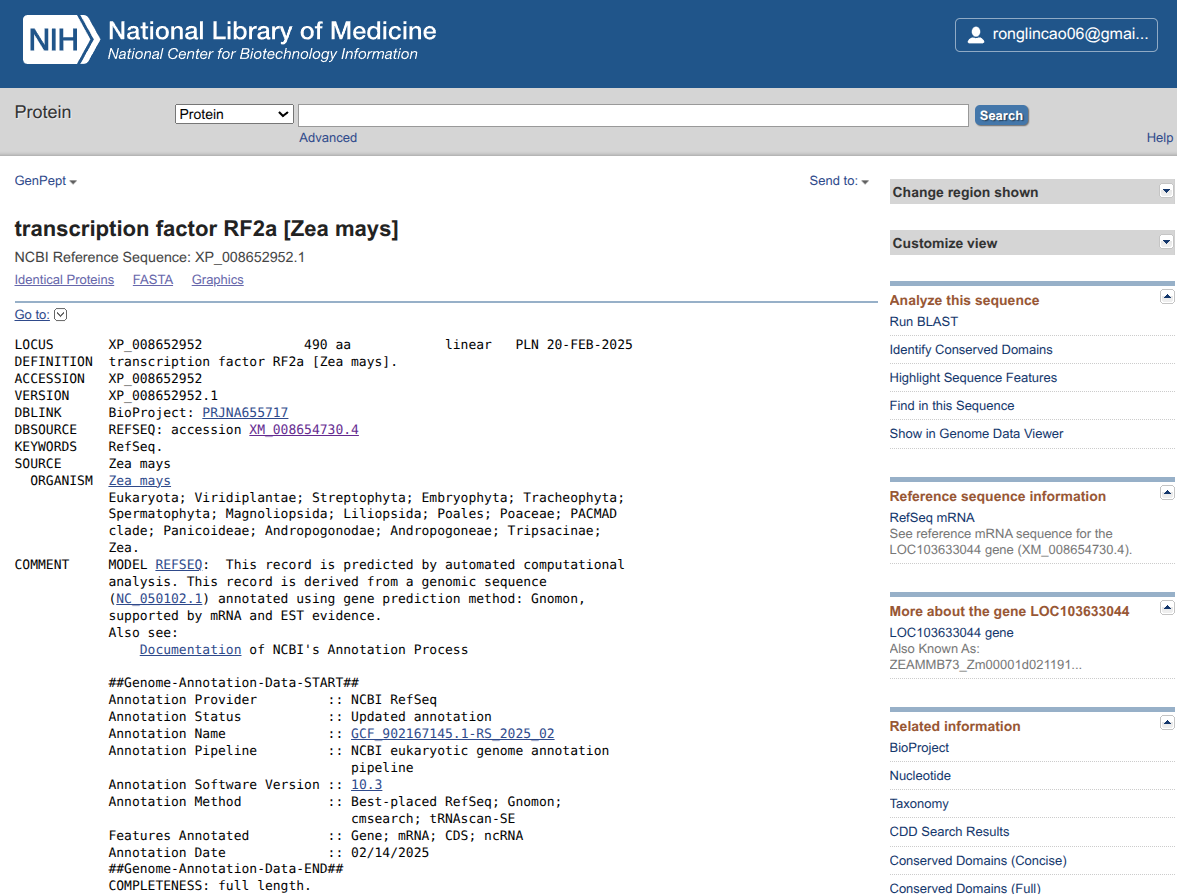 NIH National Library of Medicine
National Center for Biotechnology Information
ronglincao06@gmai...
Protein
Protein
Search
Advanced
Help
GenPept
Send to:
Change region shown
transcription factor RF2a [Zea mays]
Customize view
NCBI Reference Sequence: XP_008652952.1
Identical Proteins FASTA Graphics
Go to:
LOCUS XP_008652952 490 aa linear PLN 20-FEB-2025
DEFINITION transcription factor RF2a [Zea mays].
ACCESSION XP_008652952
VERSION XP_008652952.1
DBLINK BioProject: PRJNA655717
DBSOURCE REFSEQ: accession XM_008654730.4
KEYWORDS RefSeq.
SOURCE Zea mays
ORGANISM Zea mays
Eukaryota; Viridiplantae; Streptophyta; Embryophyta; Tracheophyta;
Spermatophyta; Magnoliopsida; Liliopsida; Poales; Poaceae; PACMAD
clade; Panicoideae; Andropogonodae; Andropogoneae; Tripsacinae;
Zea.
COMMENT MODEL REFSEQ: This record is predicted by automated computational
analysis. This record is derived from a genomic sequence
(NC_050102.1) annotated using gene prediction method: Gnomon,
supported by mRNA and EST evidence.
Also see:
Documentation of NCBI's Annotation Process
##Genome-Annotation-Data-START##
Annotation Provider :: NCBI RefSeq
Annotation Status :: Updated annotation
Annotation Name :: GCF_902167145.1-RS_2025_02
Annotation Pipeline :: NCBI eukaryotic genome annotation
pipeline
Annotation Software Version :: 10.3
Annotation Method :: Best-placed RefSeq; Gnomon;
cmsearch; tRNAscan-SE
Features Annotated :: Gene; mRNA; CDS; ncRNA
Annotation Date :: 02/14/2025
##Genome-Annotation-Data-END##
COMPLETENESS: full length.
Analyze this sequence
Run BLAST
Identify Conserved Domains
Highlight Sequence Features
Find in this Sequence
Show in Genome Data Viewer
Reference sequence information
RefSeq mRNA
See reference mRNA sequence for the
LOC103633044 gene (XM_008654730.4).
More about the gene LOC103633044
LOC103633044 gene
Also Known As:
ZEAMMB73_Zm00001d021191...
Related information
BioProject
Nucleotide
Taxonomy
CDD Search Results
Conserved Domains (Concise)
Conserved Domains (Full)